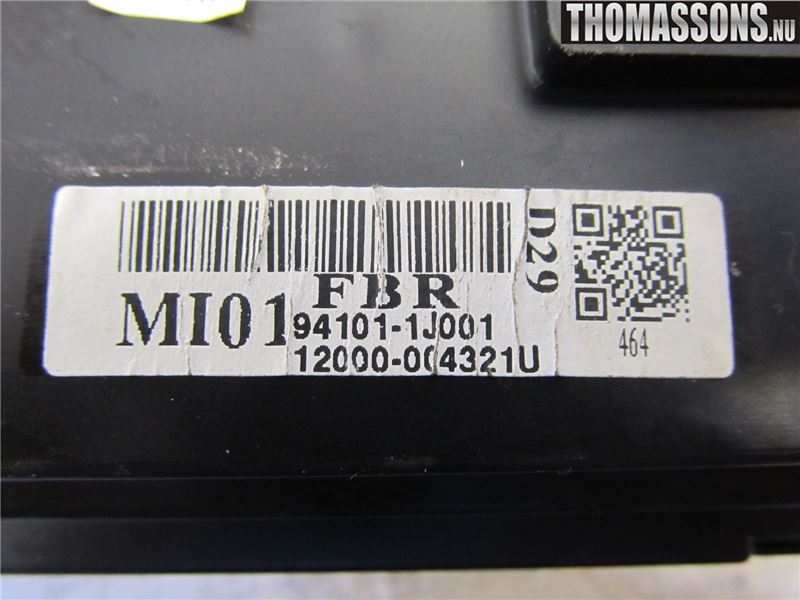 THOMASSONS.NU
D29
FBR
MI01
94101-1J001
12000-004321U
464